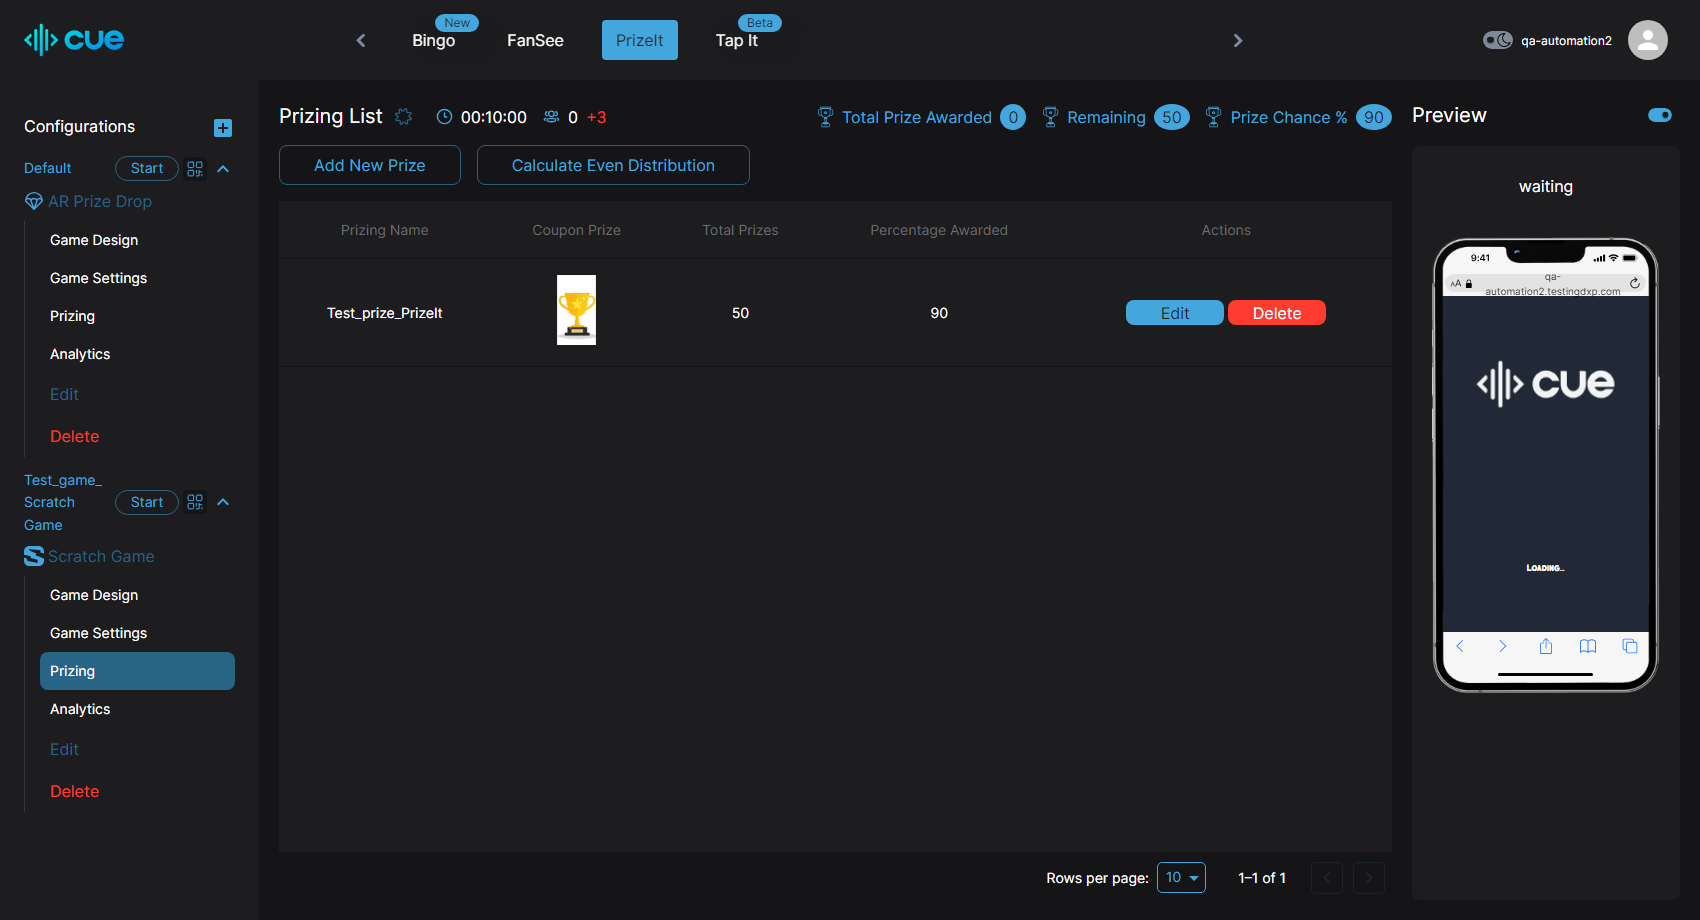 cue
New
Bingo
FanSee
PrizeIt
Beta
Tap It
qa-automation2
Configurations
Default
Start
AR Prize Drop
Game Design
Game Settings
Prizing
Analytics
Edit
Delete
Test_game_
Scratch
Game
Start
Scratch Game
Game Design
Game Settings
Prizing
Analytics
Edit
Delete
Prizing List
00:10:00
0 +3
Total Prize Awarded 0
Remaining 50
Prize Chance % 90
Add New Prize
Calculate Even Distribution
Prizing Name Coupon Prize Total Prizes Percentage Awarded Actions
Test_prize_PrizeIt 50 90 Edit Delete
Rows per page: 10 1–1 of 1
Preview
waiting
9:41
AA
qa-
automation2.testingdxp.com
cue
LOADING...